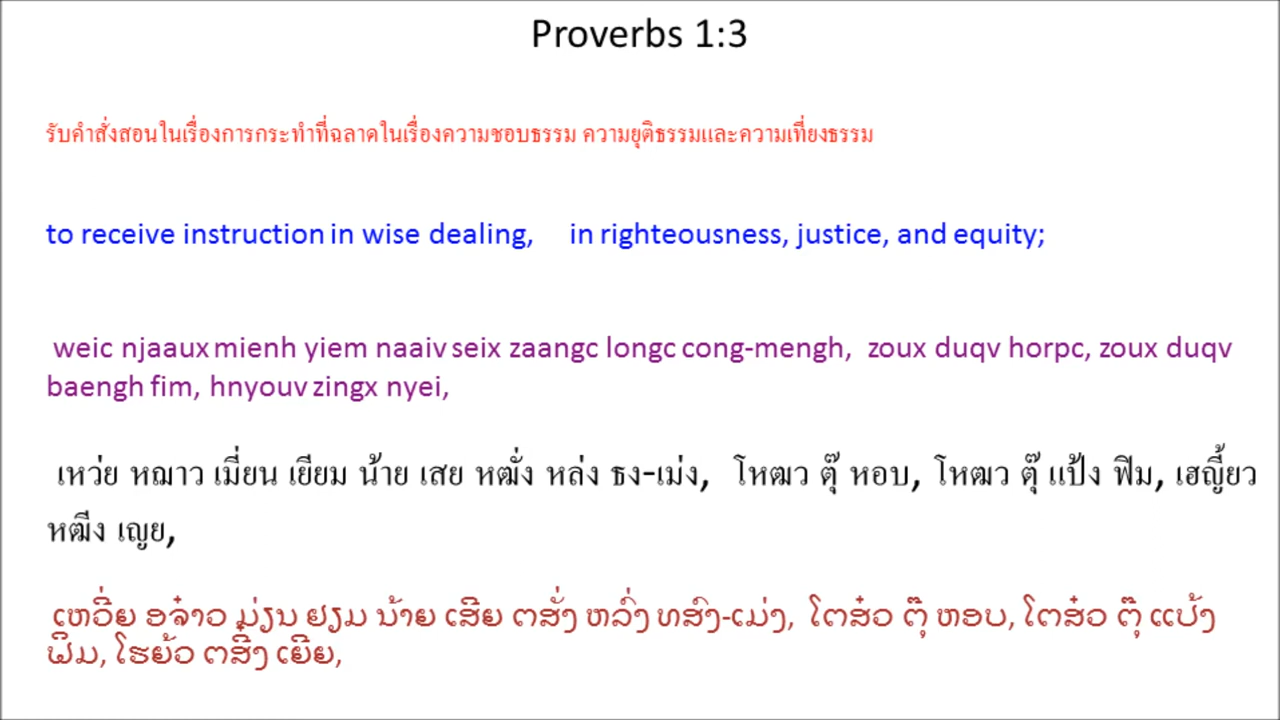 Proverbs 1:3
รับคำสั่งสอนในเรื่องการกระทำที่ฉลาดในเรื่องความชอบธรรม ความยุติธรรมและความเที่ยงธรรม
to receive instruction in wise dealing, in righteousness, justice, and equity;
weic njaaux mienh yiem naaiv seix zaangc longc cong-mengh, zoux duqv horpc, zoux duqv
baengh fim, hnyouv zingx nyei,
เหว่ย หฌาว เมี่ยน เยียม น้าย เสย หฒั่ง หล่ง ธง-เม่ง, โหฒว ตุ๊ หอบ, โหฒว ตุ๊ แป้ง ฟิม, เฮญี้ยว
หฒีง เญย,
ເຫວີ່ຍ ອຈ໋າວ ມ່ຽນ ຢຽມ ນ້າຍ ເສີຍ ຕສັ່ງ ຫລົ່ງ ທສົງ-ເມ່ງ, ໂຕສ໋ວ ຕຸ໊ ຫອບ, ໂຕສ໋ວ ຕຸ໊ ແປ້ງ
ຟິມ, ໂຮຍ້ວ ຕສີ໋ງ ເຍີຍ,